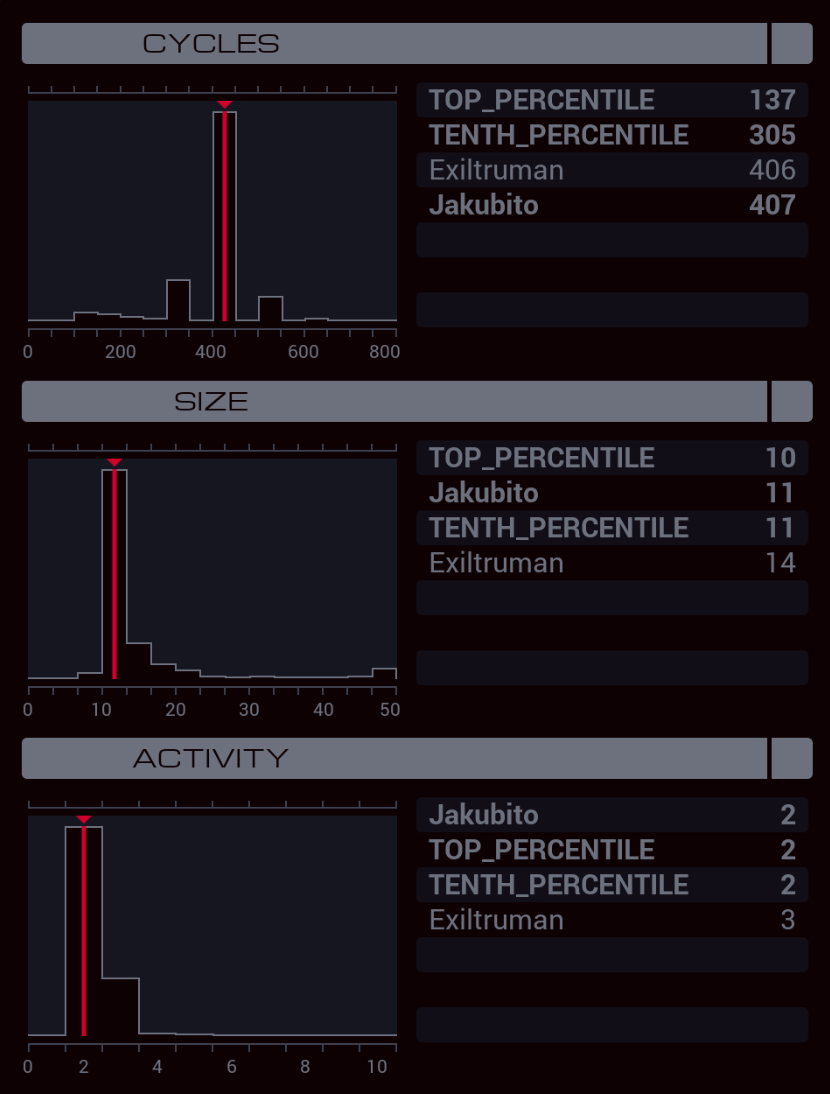 CYCLES
TOP_PERCENTILE 137
TENTH_PERCENTILE 305
Exiltruman 406
Jakubito 407
0 200 400 600 800
SIZE
TOP_PERCENTILE 10
Jakubito 11
TENTH_PERCENTILE 11
Exiltruman 14
0 10 20 30 40 50
ACTIVITY
Jakubito 2
TOP_PERCENTILE 2
TENTH_PERCENTILE 2
Exiltruman 3
0 2 4 6 8 10